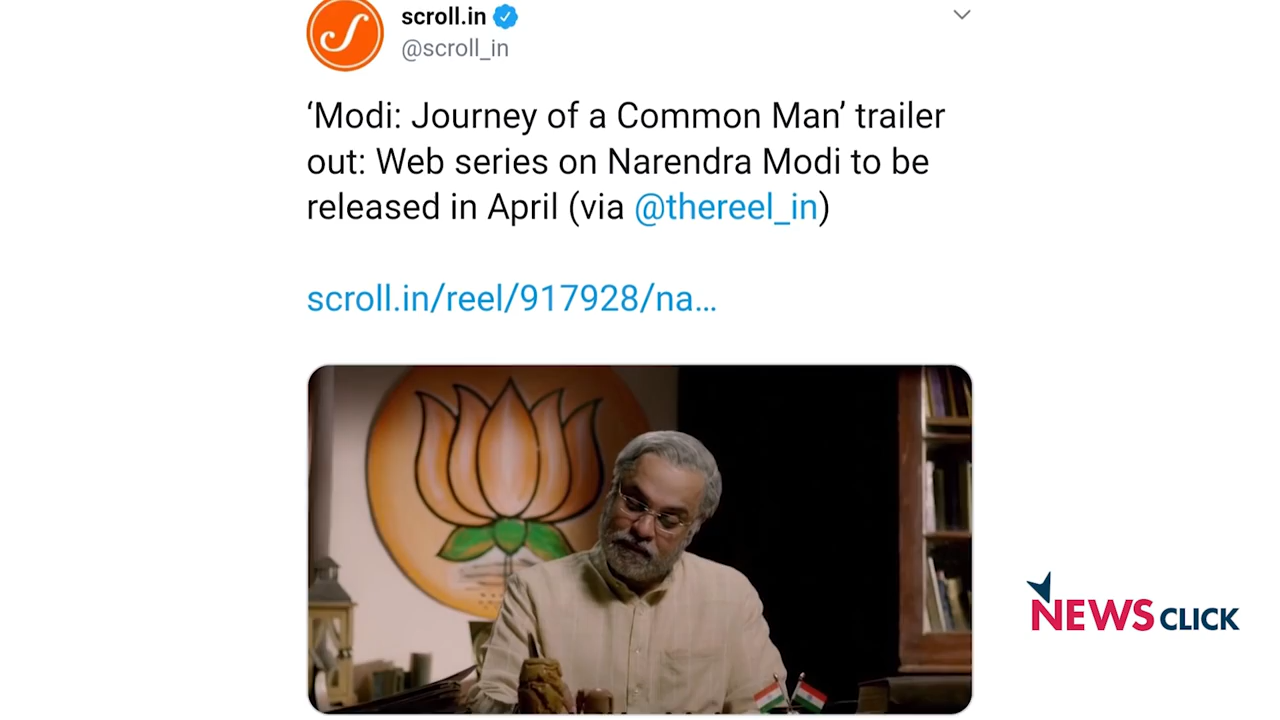 scroll.in
@scroll_in
‘Modi: Journey of a Common Man’ trailer
out: Web series on Narendra Modi to be
released in April (via @thereel_in)
scroll.in/reel/917928/na...
NEWSCLICK